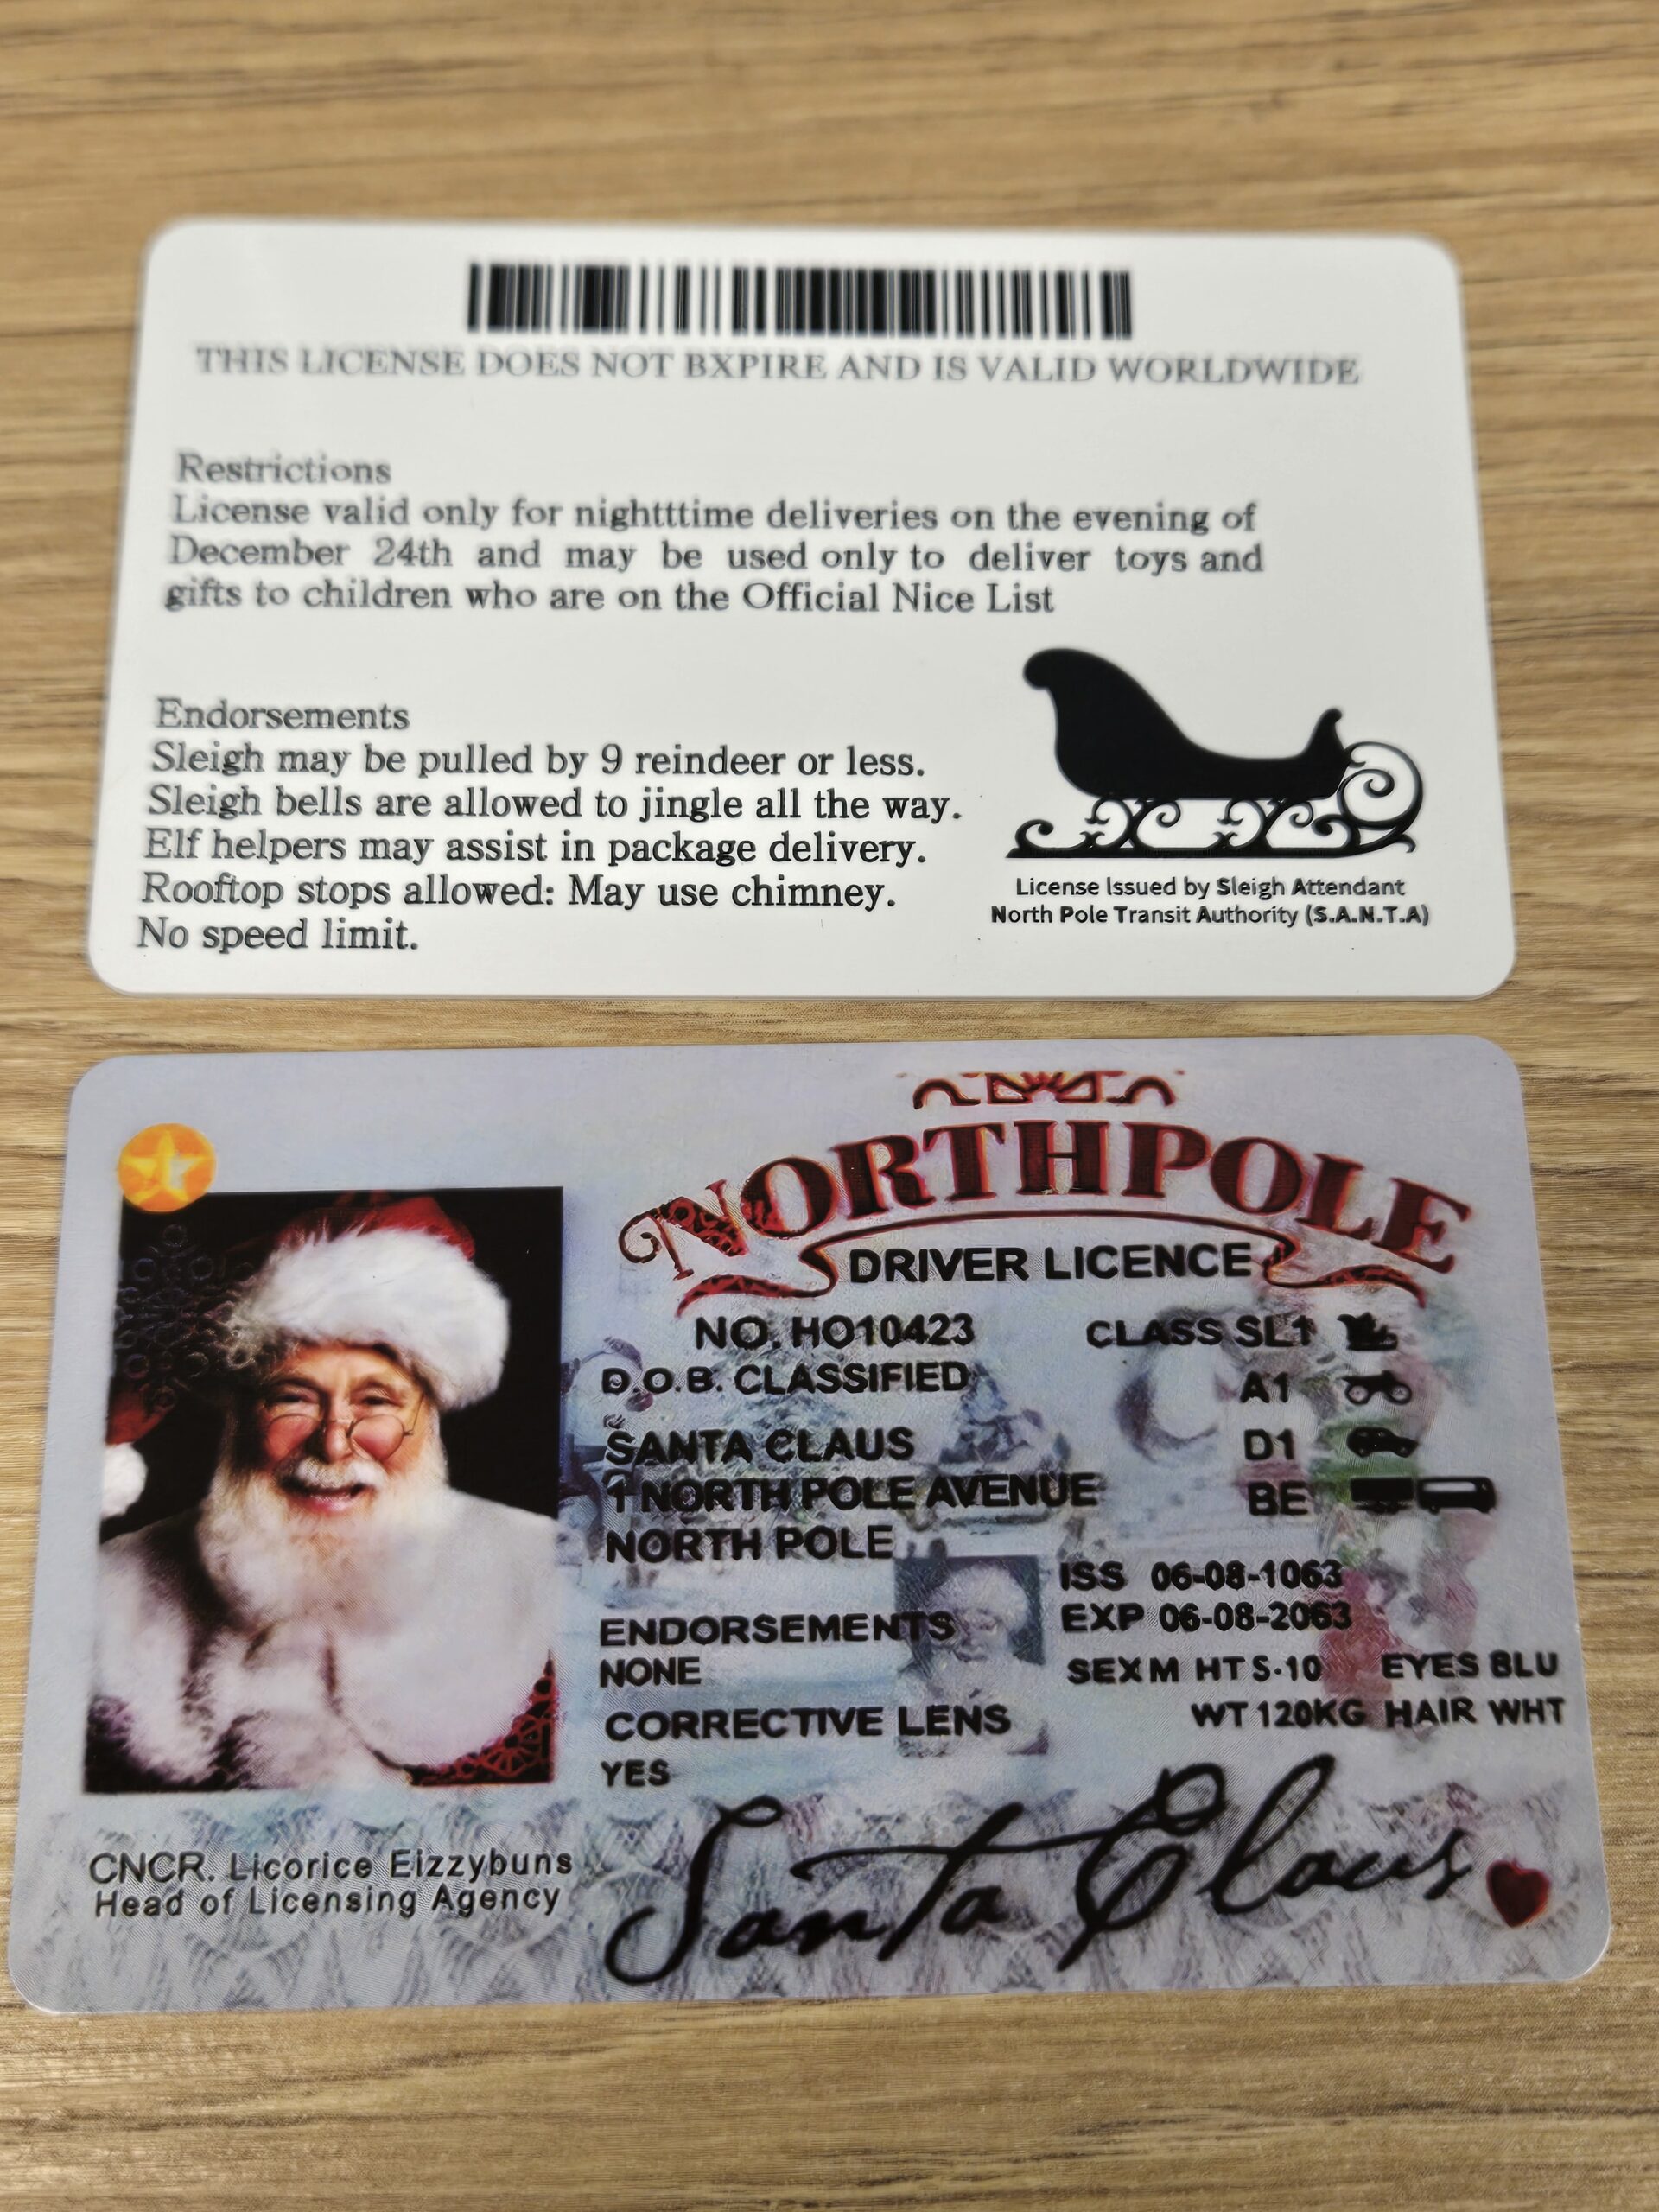 THIS LICENSE DOES NOT BXPIRE AND IS VALID WORLDWIDE
Restrictions
License valid only for nightttime deliveries on the evening of
December 24th and may be used only to deliver toys and
gifts to children who are on the Official Nice List
Endorsements
Sleigh may be pulled by 9 reindeer or less.
Sleigh bells are allowed to jingle all the way.
Elf helpers may assist in package delivery.
Rooftop stops allowed: May use chimney.
No speed limit.
License Issued by Sleigh Attendant
North Pole Transit Authority (S.A.N.T.A)
NORTHPOLE
DRIVER LICENCE
NO. HO10423
D.O.B. CLASSIFIED
SANTA CLAUS
1 NORTH POLE AVENUE
NORTH POLE
CLASS SL1
A1
D1
BE
ISS 06-08-1063
EXP 06-08-2063
ENDORSEMENTS
NONE
SEX M HT 5-10 EYES BLU
WT 120KG HAIR WHT
CORRECTIVE LENS
YES
CNCR. Licorice Eizzybuns
Head of Licensing Agency
Santa Claus